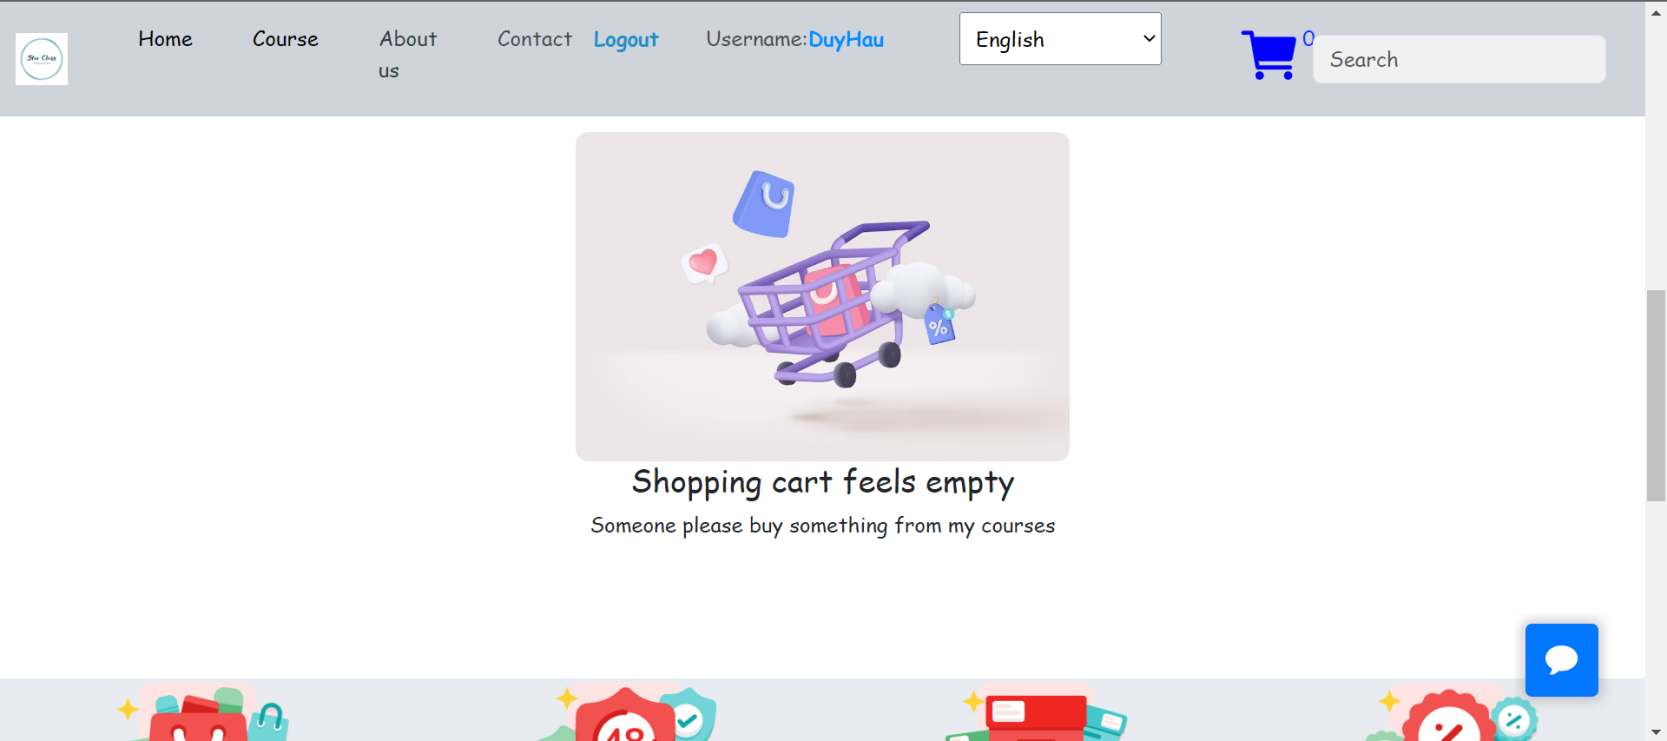 Home
Course
About us
Contact
Logout
Username:DuyHau
English
0
Search
%
Shopping cart feels empty
Someone please buy something from my courses
48
%